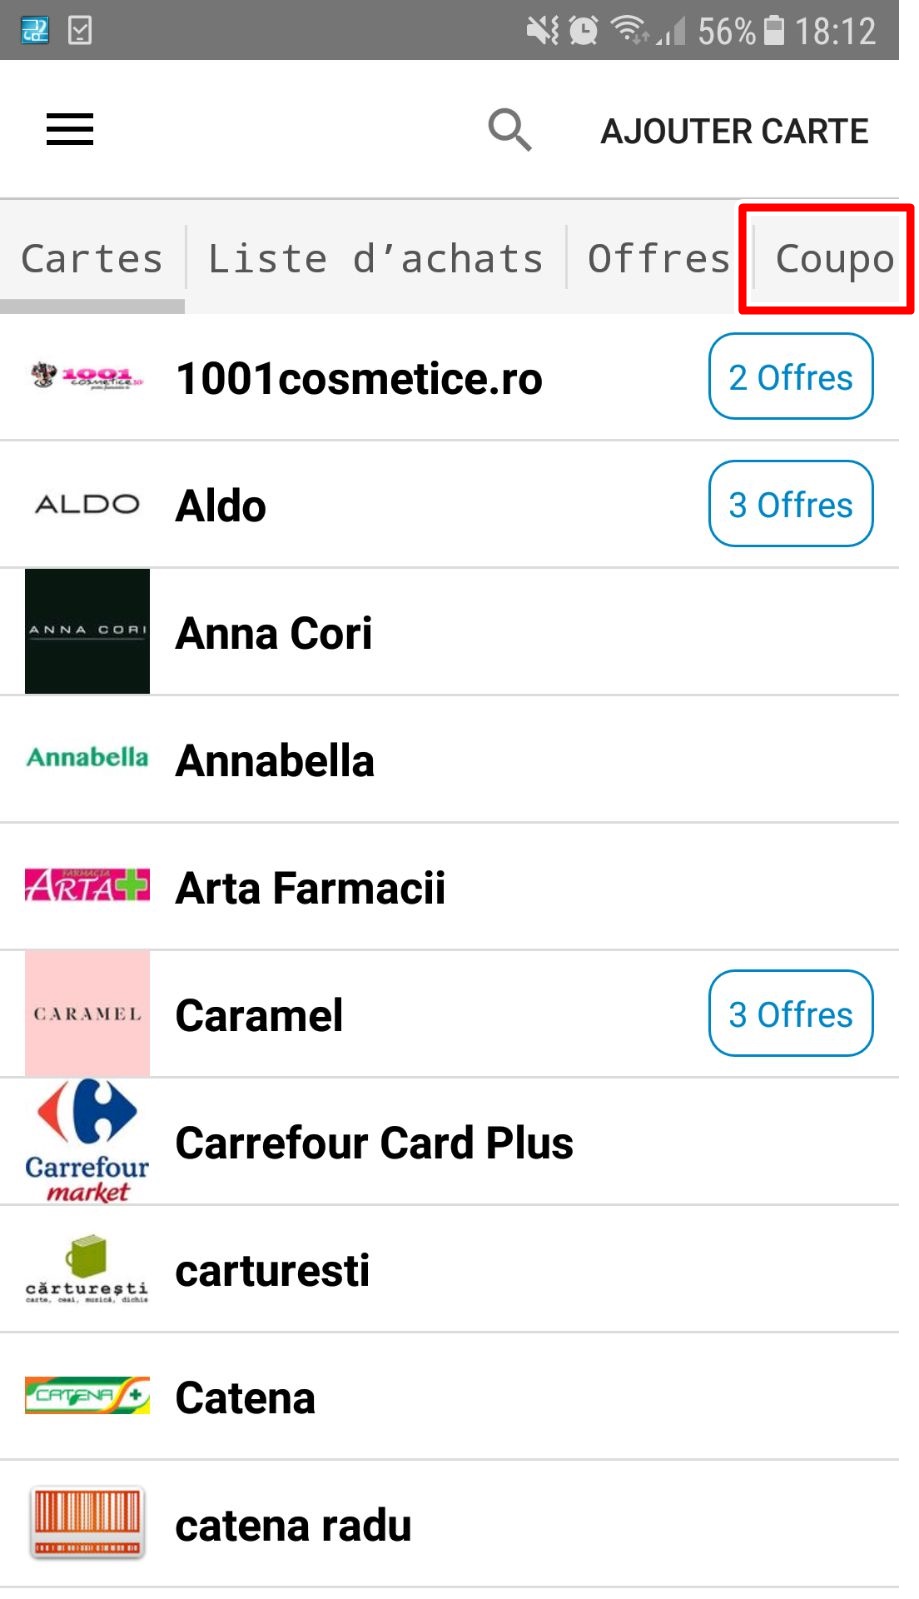 56% 18:12
AJOUTER CARTE
Cartes Liste d’achats Offres Coupo
1001 cosmetice.ro
1001cosmetice.ro
2 Offres
ALDO
Aldo
3 Offres
ANNA CORI
Anna Cori
Annabella
Annabella
FARMACIA
ARTA
Arta Farmacii
CARAMEL
Caramel
3 Offres
Carrefour
market
Carrefour Card Plus
cărturești
carte, ceai, muzică, dichis
carturesti
CATENA
Catena
catena radu